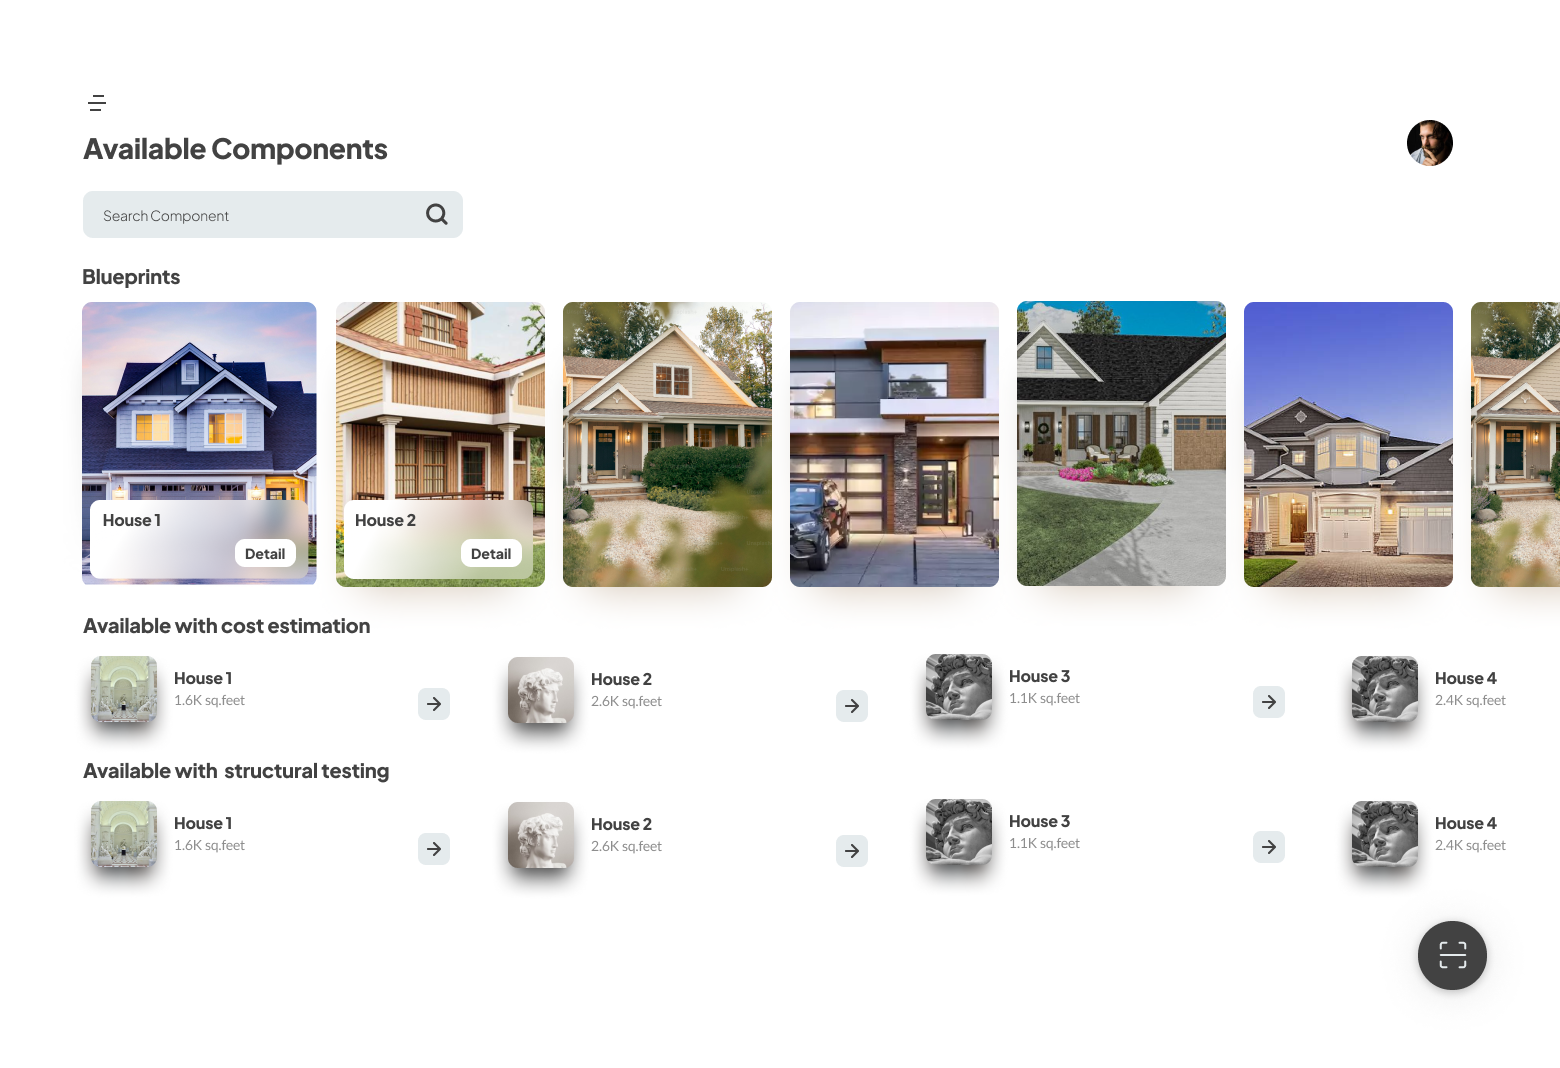 Available Components
Search Component
Blueprints
House 1
Detail
House 2
Detail
Available with cost estimation
House 1
1.6K sq.feet
House 2
2.6K sq.feet
House 3
1.1K sq.feet
House 4
2.4K sq.feet
Available with structural testing
House 1
1.6K sq.feet
House 2
2.6K sq.feet
House 3
1.1K sq.feet
House 4
2.4K sq.feet